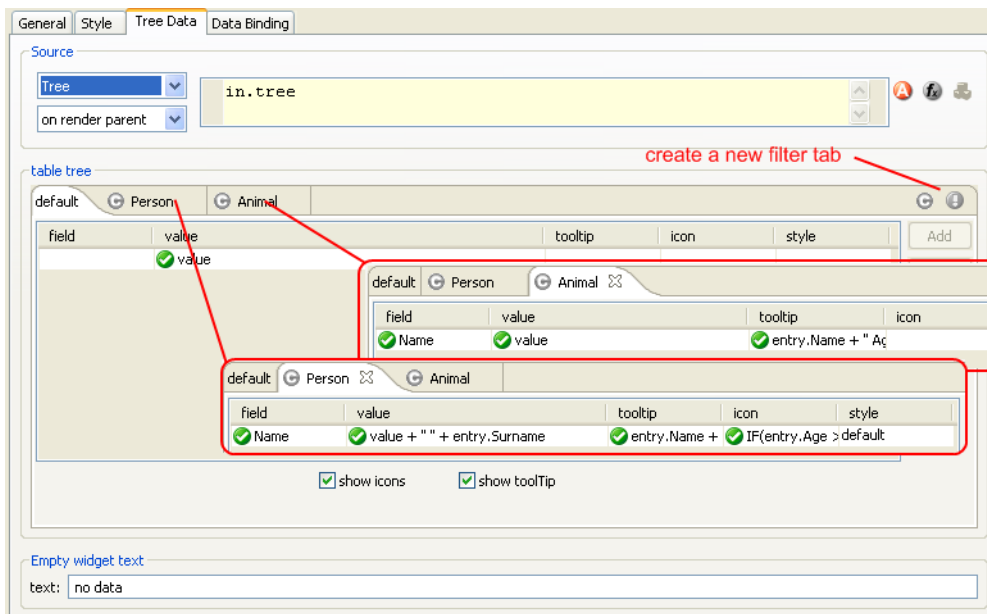 General Style Tree Data Data Binding
Source
Tree
in.tree
on render parent
create a new filter tab
table tree
default Person Animal
field value tooltip icon style Add
value
default Person Animal
field value tooltip icon
Name value entry.Name + " Ag
default Person Animal
field value tooltip icon style
Name value + " " + entry.Surname entry.Name + IF(entry.Age > default
show icons show toolTip
Empty widget text
text: no data